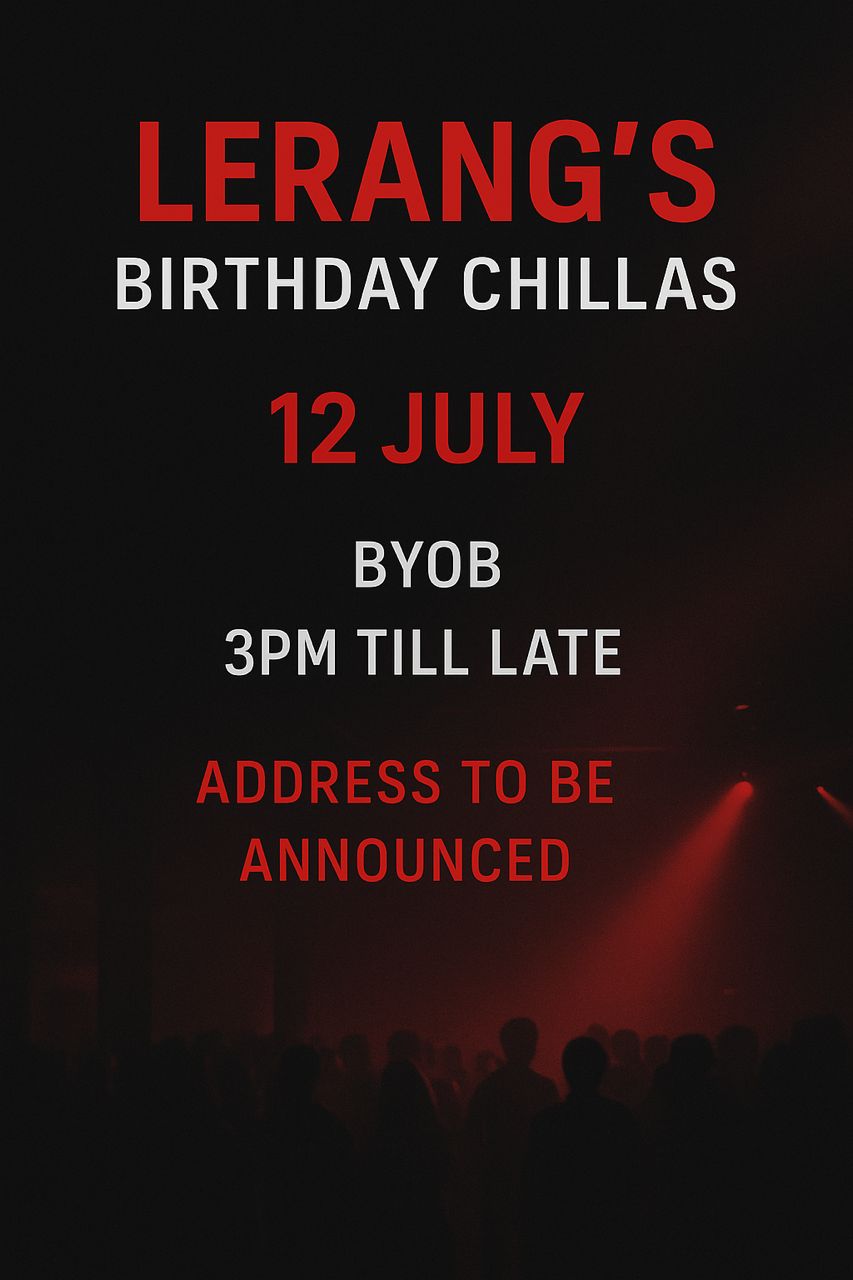 LERANG'S
BIRTHDAY CHILLAS
12 JULY
BYOB
3PM TILL LATE
ADDRESS TO BE
ANNOUNCED